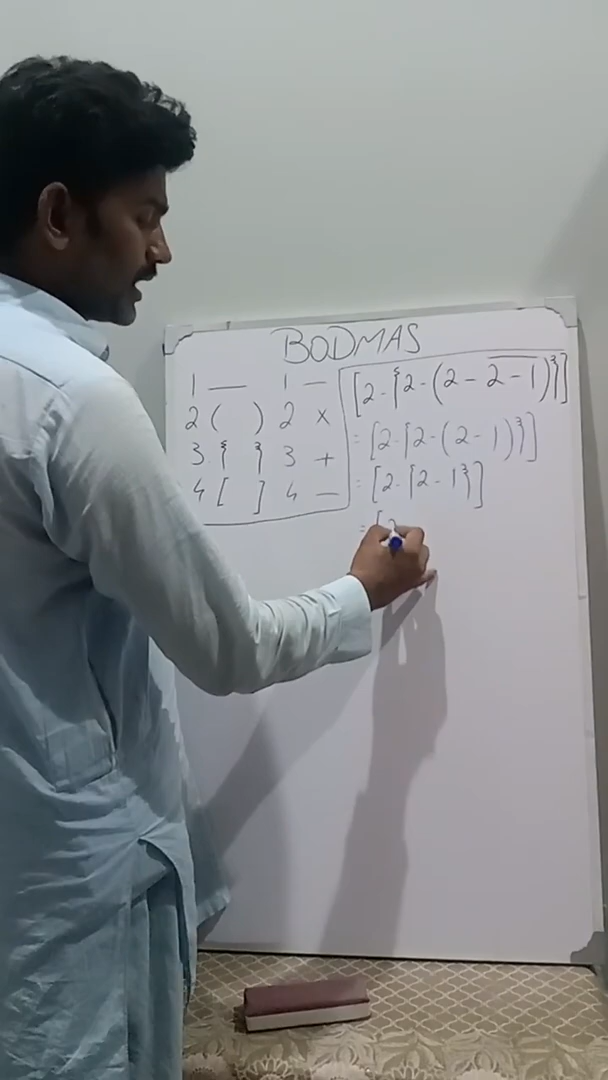 BODMAS
1 — 1 —
2 ( ) 2 ×
3 { } 3 +
4 [ ] 4 —
[2-{2-(2-2̅-̅1̅)}]
= [2-{2-(2-1)}]
= [2-{2-1}]
= [2